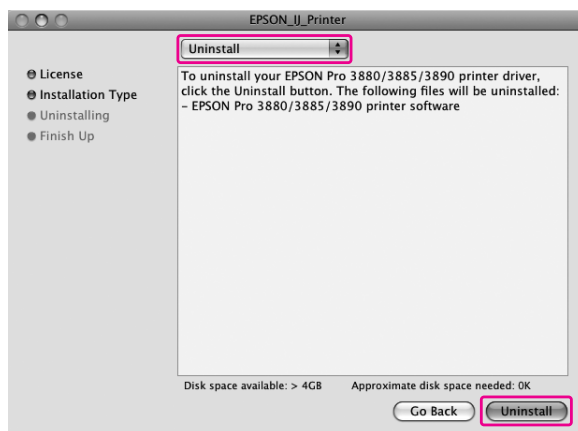 EPSON_IJ_Printer
Uninstall
License
Installation Type
Uninstalling
Finish Up
To uninstall your EPSON Pro 3880/3885/3890 printer driver,
click the Uninstall button. The following files will be uninstalled:
– EPSON Pro 3880/3885/3890 printer software
Disk space available: > 4GB Approximate disk space needed: 0K
Go Back Uninstall